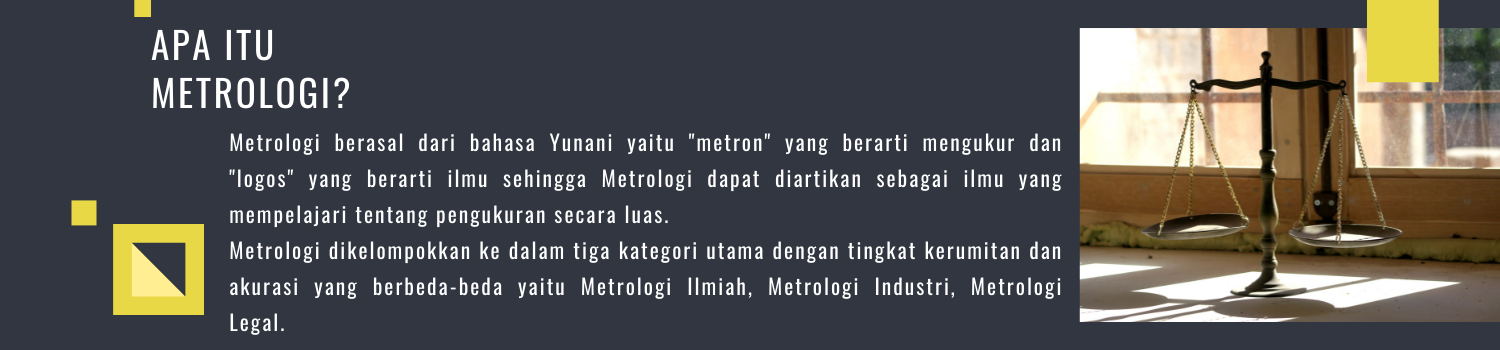 APA ITU
METROLOGI?
Metrologi berasal dari bahasa Yunani yaitu "metron" yang berarti mengukur dan
"logos" yang berarti ilmu sehingga Metrologi dapat diartikan sebagai ilmu yang
mempelajari tentang pengukuran secara luas.
Metrologi dikelompokkan ke dalam tiga kategori utama dengan tingkat kerumitan dan
akurasi yang berbeda-beda yaitu Metrologi Ilmiah, Metrologi Industri, Metrologi
Legal.